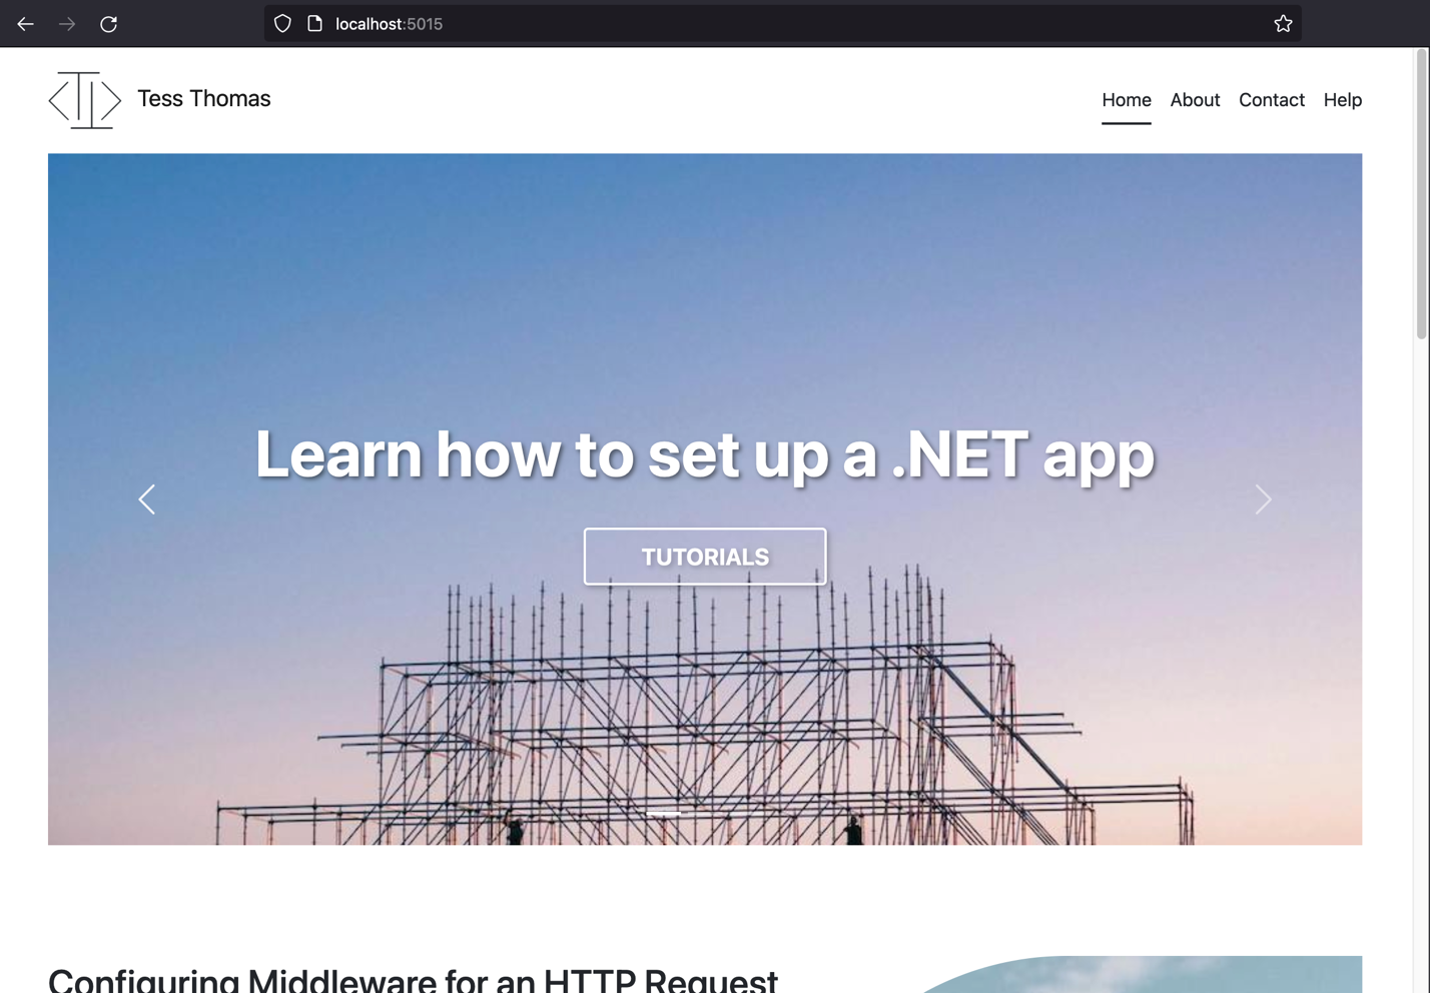 localhost:5015
Tess Thomas
Home About Contact Help
Learn how to set up a .NET app
TUTORIALS
Configuring Middleware for an HTTP Request